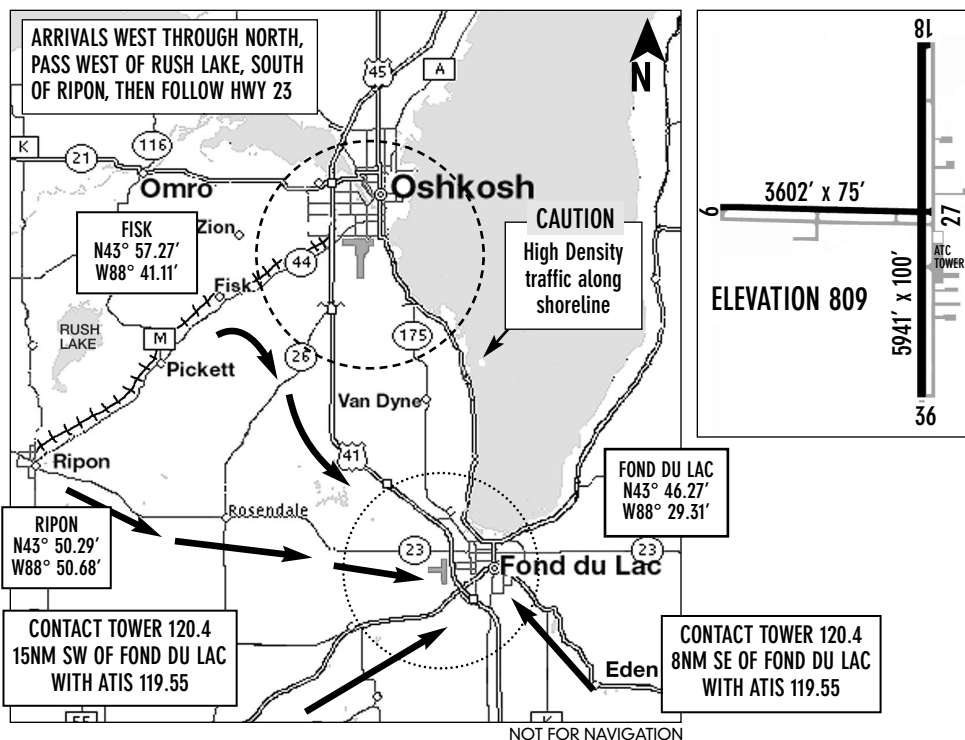 ARRIVALS WEST THROUGH NORTH,
PASS WEST OF RUSH LAKE, SOUTH
OF RIPON, THEN FOLLOW HWY 23
45
A
N
K
21
116
Omro
Oshkosh
FISK
N43° 57.27'
W88° 41.11'
Zion
CAUTION
High Density
traffic along
shoreline
44
Fisk
RUSH
LAKE
M
Pickett
26
175
Van Dyne
41
Ripon
Rosendale
RIPON
N43° 50.29'
W88° 50.68'
FOND DU LAC
N43° 46.27'
W88° 29.31'
23
23
Fond du Lac
CONTACT TOWER 120.4
15NM SW OF FOND DU LAC
WITH ATIS 119.55
Eden
CONTACT TOWER 120.4
8NM SE OF FOND DU LAC
WITH ATIS 119.55
55
K
NOT FOR NAVIGATION
18
3602' x 75'
9
27
ATC
TOWER
ELEVATION 809
5941' x 100'
36